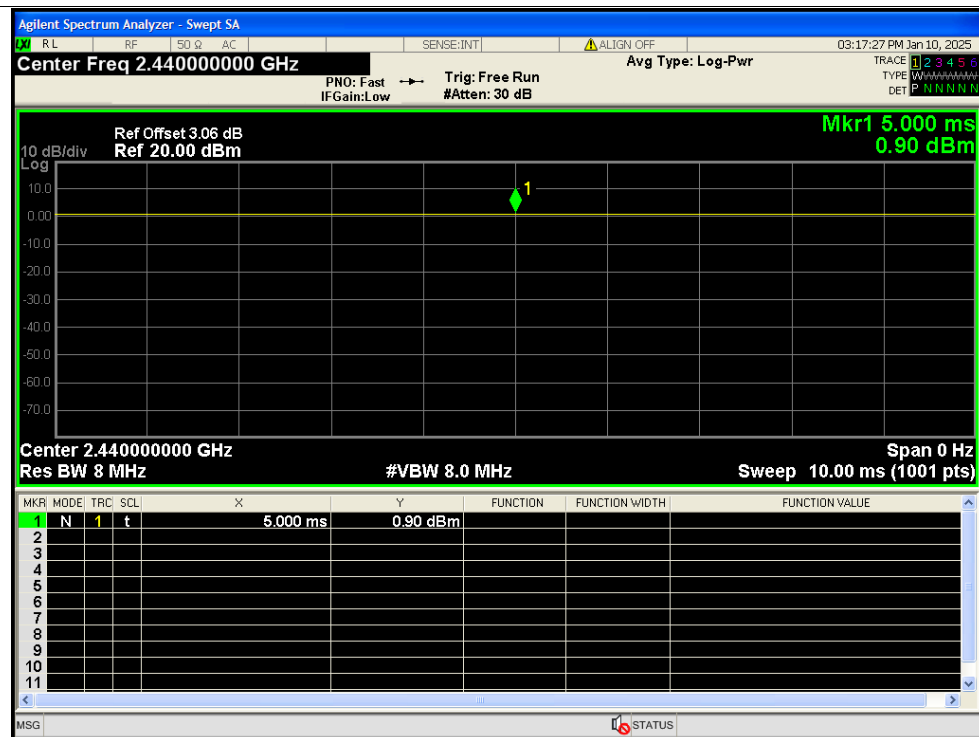 Agilent Spectrum Analyzer - Swept SA
LXI RL RF 50 Ω AC SENSE:INT ALIGN OFF 03:17:27 PM Jan 10, 2025
Center Freq 2.440000000 GHz
PNO: Fast
IFGain:Low
Trig: Free Run
#Atten: 30 dB
Avg Type: Log-Pwr
TRACE 1 2 3 4 5 6
TYPE WWWWWW
DET P N N N N N
Mkr1 5.000 ms
0.90 dBm
Ref Offset 3.06 dB
10 dB/div Ref 20.00 dBm
Log
10.0
0.00
-10.0
-20.0
-30.0
-40.0
-50.0
-60.0
-70.0
1
Center 2.440000000 GHz Span 0 Hz
Res BW 8 MHz #VBW 8.0 MHz Sweep 10.00 ms (1001 pts)
MKR MODE TRC SCL X Y FUNCTION FUNCTION WIDTH FUNCTION VALUE
1 N 1 t 5.000 ms 0.90 dBm
2
3
4
5
6
7
8
9
10
11
MSG STATUS